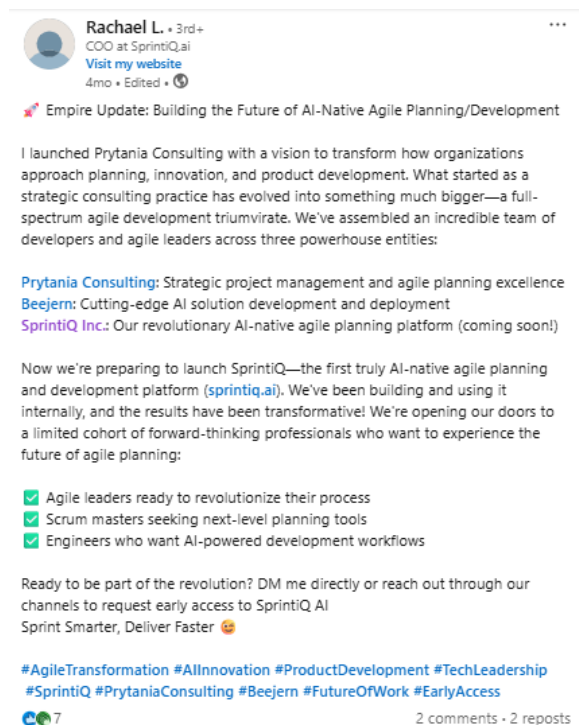 Rachael L. • 3rd+
COO at SprintiQ.ai
Visit my website
4mo • Edited •
🚀 Empire Update: Building the Future of AI-Native Agile Planning/Development
I launched Prytania Consulting with a vision to transform how organizations
approach planning, innovation, and product development. What started as a
strategic consulting practice has evolved into something much bigger—a full-
spectrum agile development triumvirate. We've assembled an incredible team of
developers and agile leaders across three powerhouse entities:
Prytania Consulting: Strategic project management and agile planning excellence
Beejern: Cutting-edge AI solution development and deployment
SprintiQ Inc.: Our revolutionary AI-native agile planning platform (coming soon!)
Now we're preparing to launch SprintiQ—the first truly AI-native agile planning
and development platform (sprintiq.ai). We've been building and using it
internally, and the results have been transformative! We're opening our doors to
a limited cohort of forward-thinking professionals who want to experience the
future of agile planning:
✅ Agile leaders ready to revolutionize their process
✅ Scrum masters seeking next-level planning tools
✅ Engineers who want AI-powered development workflows
Ready to be part of the revolution? DM me directly or reach out through our
channels to request early access to SprintiQ AI
Sprint Smarter, Deliver Faster 😉
#AgileTransformation #AIInnovation #ProductDevelopment #TechLeadership
#SprintiQ #PrytaniaConsulting #Beejern #FutureOfWork #EarlyAccess
7 2 comments • 2 reposts